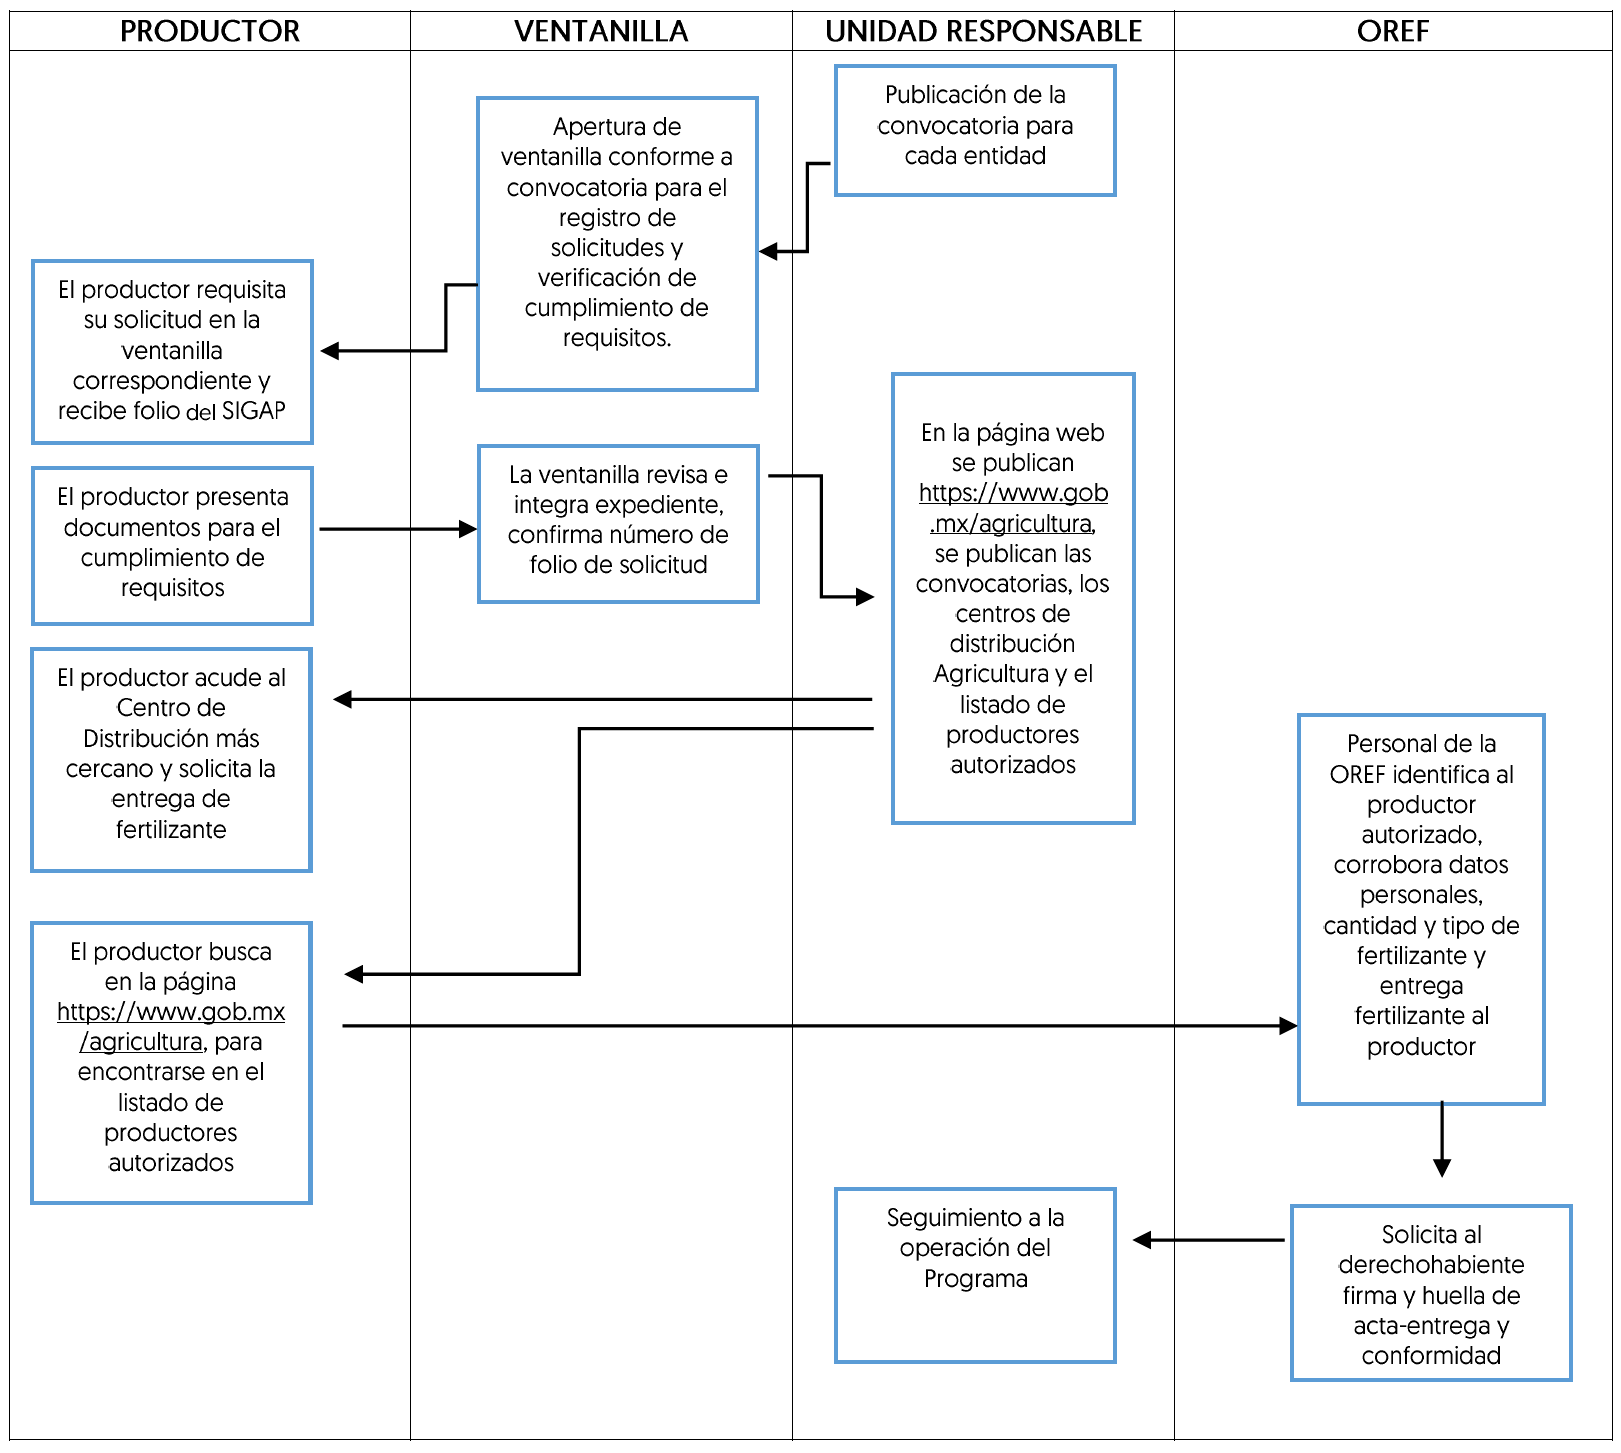 PRODUCTOR
VENTANILLA
UNIDAD RESPONSABLE
OREF
Publicación de la
convocatoria para
cada entidad
Apertura de
ventanilla conforme a
convocatoria para el
registro de
solicitudes y
verificación de
cumplimiento de
requisitos.
El productor requisita
su solicitud en la
ventanilla
correspondiente y
recibe folio del SIGAP
El productor presenta
documentos para el
cumplimiento de
requisitos
La ventanilla revisa e
integra expediente,
confirma número de
folio de solicitud
En la página web
se publican
https://www.gob
.mx/agricultura,
se publican las
convocatorias, los
centros de
distribución
Agricultura y el
listado de
productores
autorizados
El productor acude al
Centro de
Distribución más
cercano y solicita la
entrega de
fertilizante
El productor busca
en la página
https://www.gob.mx
/agricultura, para
encontrarse en el
listado de
productores
autorizados
Personal de la
OREF identifica al
productor
autorizado,
corrobora datos
personales,
cantidad y tipo de
fertilizante y
entrega
fertilizante al
productor
Solicita al
derechohabiente
firma y huella de
acta-entrega y
conformidad
Seguimiento a la
operación del
Programa